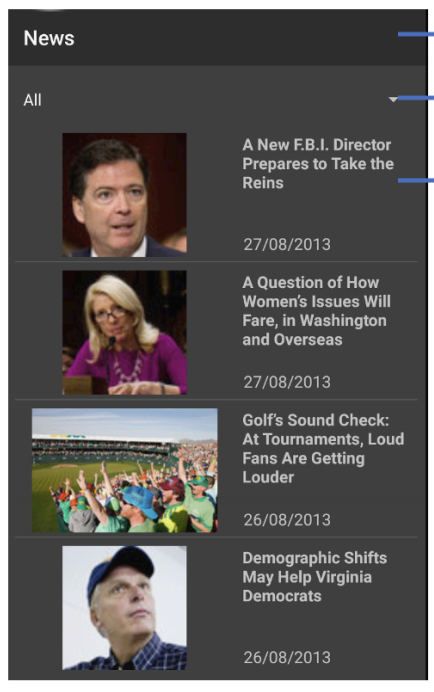 News
All
A New F.B.I. Director
Prepares to Take the
Reins
27/08/2013
A Question of How
Women's Issues Will
Fare, in Washington
and Overseas
27/08/2013
Golf's Sound Check:
At Tournaments, Loud
Fans Are Getting
Louder
26/08/2013
Demographic Shifts
May Help Virginia
Democrats
26/08/2013